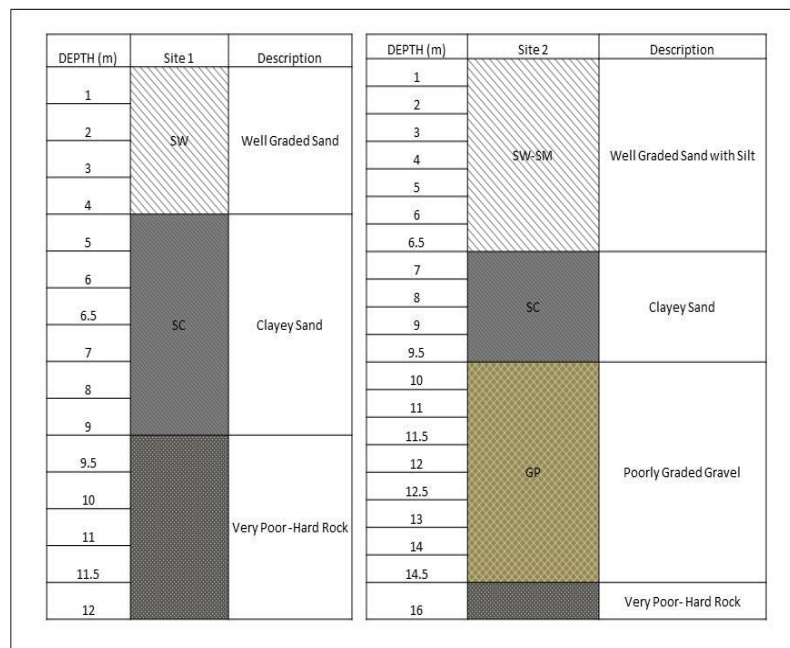 DEPTH (m) Site 1 Description
1
2
3
4
SW
Well Graded Sand
5
6
6.5
7
8
9
SC
Clayey Sand
9.5
10
11
11.5
12
Very Poor -Hard Rock
DEPTH (m) Site 2 Description
1
2
3
4
5
6
6.5
SW-SM
Well Graded Sand with Silt
7
8
9
9.5
SC
Clayey Sand
10
11
11.5
12
12.5
13
14
14.5
GP
Poorly Graded Gravel
16
Very Poor- Hard Rock